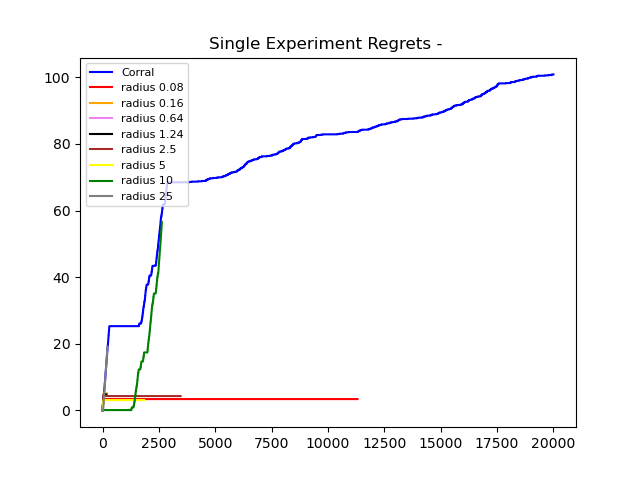 Single Experiment Regrets -
100
80
60
40
20
0
Corral
radius 0.08
radius 0.16
radius 0.64
radius 1.24
radius 2.5
radius 5
radius 10
radius 25
0 2500 5000 7500 10000 12500 15000 17500 20000